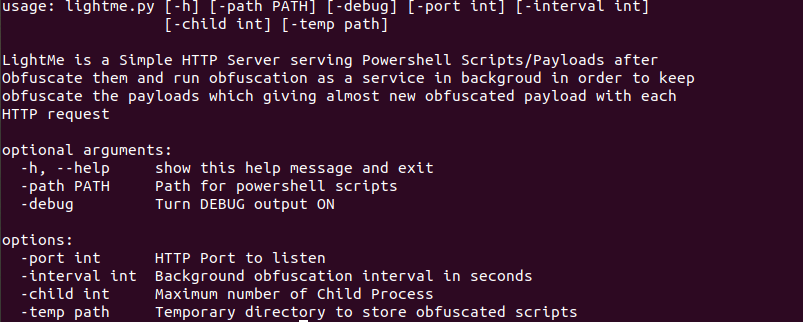 usage: lightme.py [-h] [-path PATH] [-debug] [-port int] [-interval int]
                  [-child int] [-temp path]

LightMe is a Simple HTTP Server serving Powershell Scripts/Payloads after
Obfuscate them and run obfuscation as a service in backgroud in order to keep
obfuscate the payloads which giving almost new obfuscated payload with each
HTTP request

optional arguments:
  -h, --help     show this help message and exit
  -path PATH     Path for powershell scripts
  -debug         Turn DEBUG output ON

options:
  -port int      HTTP Port to listen
  -interval int  Background obfuscation interval in seconds
  -child int     Maximum number of Child Process
  -temp path     Temporary directory to store obfuscated scripts